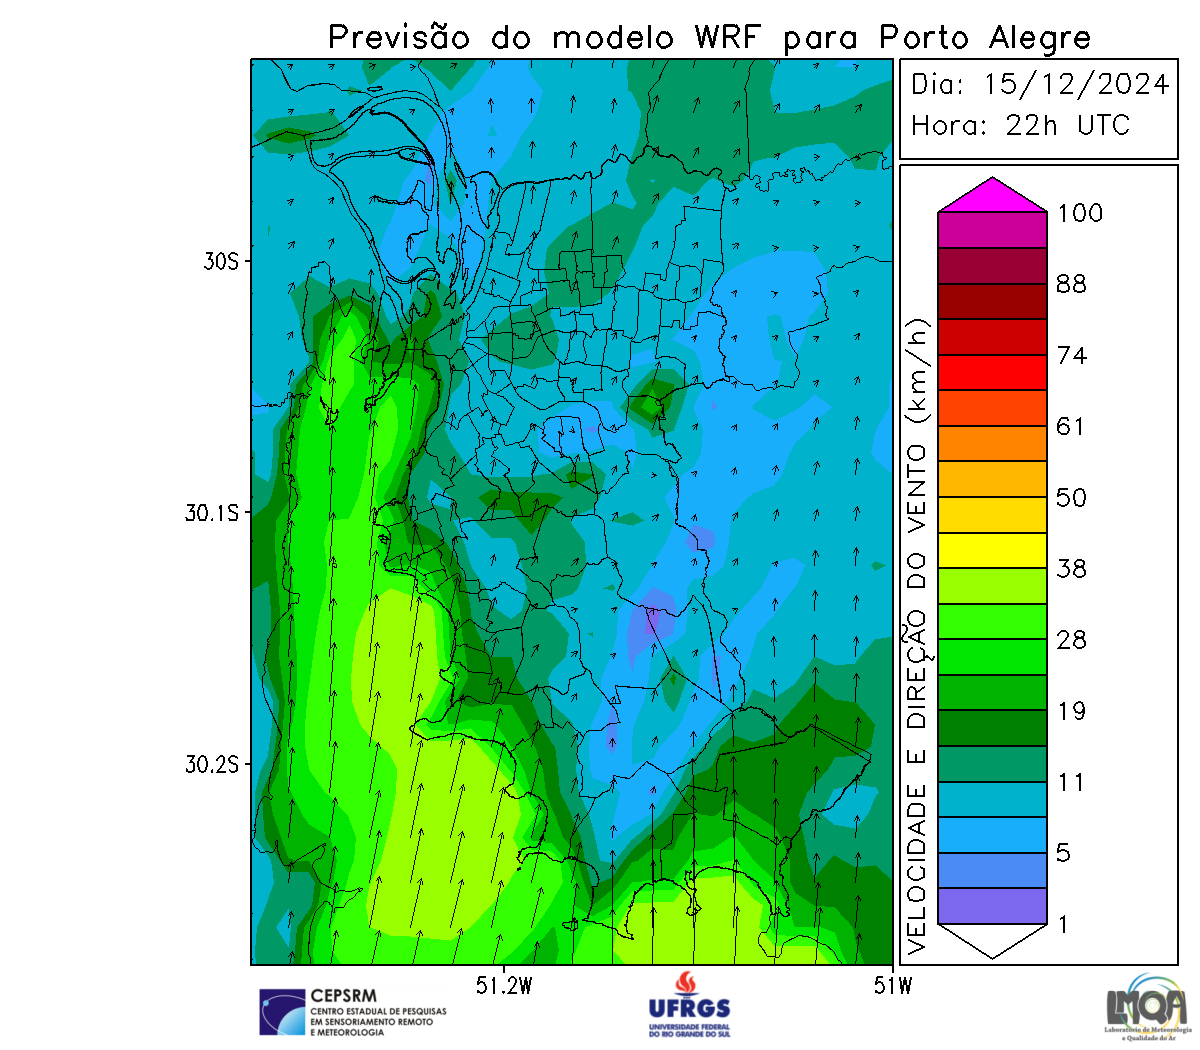 Previsão do modelo WRF para Porto Alegre
Dia: 15/12/2024
Hora: 22h UTC
30S
30.1S
30.2S
51.2W
51W
VELOCIDADE E DIREÇÃO DO VENTO (km/h)
100
88
74
61
50
38
28
19
11
5
1
CEPSRM
CENTRO ESTADUAL DE PESQUISAS
EM SENSORIAMENTO REMOTO
E METEOROLOGIA
UFRGS
UNIVERSIDADE FEDERAL
DO RIO GRANDE DO SUL
LMQA
Laboratório de Meteorologia
e Qualidade do Ar